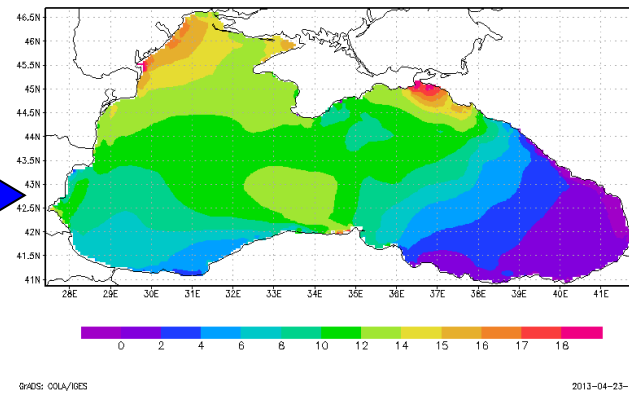 46.5N
46N
45.5N
45N
44.5N
44N
43.5N
43N
42.5N
42N
41.5N
41N
28E 29E 30E 31E 32E 33E 34E 35E 36E 37E 38E 39E 40E 41E
0 2 4 6 8 10 12 14 15 16 17 18
GrADS: COLA/IGES 2013-04-23-